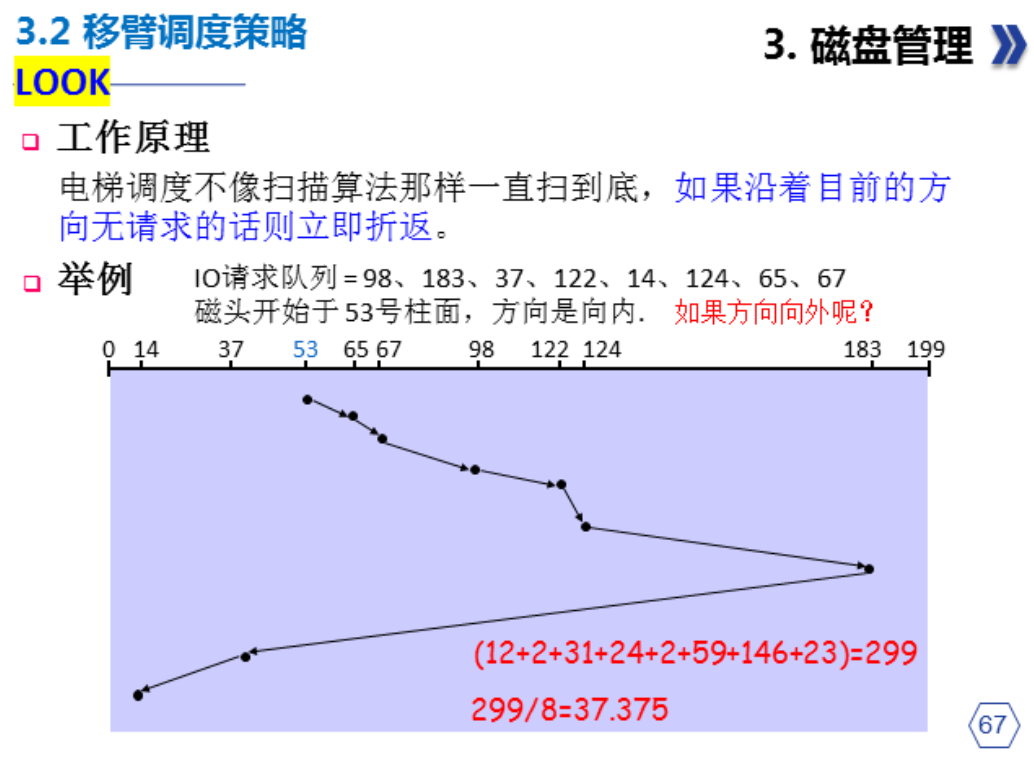 3.2 移臂调度策略
3. 磁盘管理
LOOK
工作原理
电梯调度不像扫描算法那样一直扫到底，如果沿着目前的方
向无请求的话则立即折返。
举例
IO请求队列 = 98、183、37、122、14、124、65、67
磁头开始于 53号柱面，方向是向内. 如果方向向外呢?
0 14 37 53 65 67 98 122 124 183 199
(12+2+31+24+2+59+146+23)=299
299/8=37.375
67